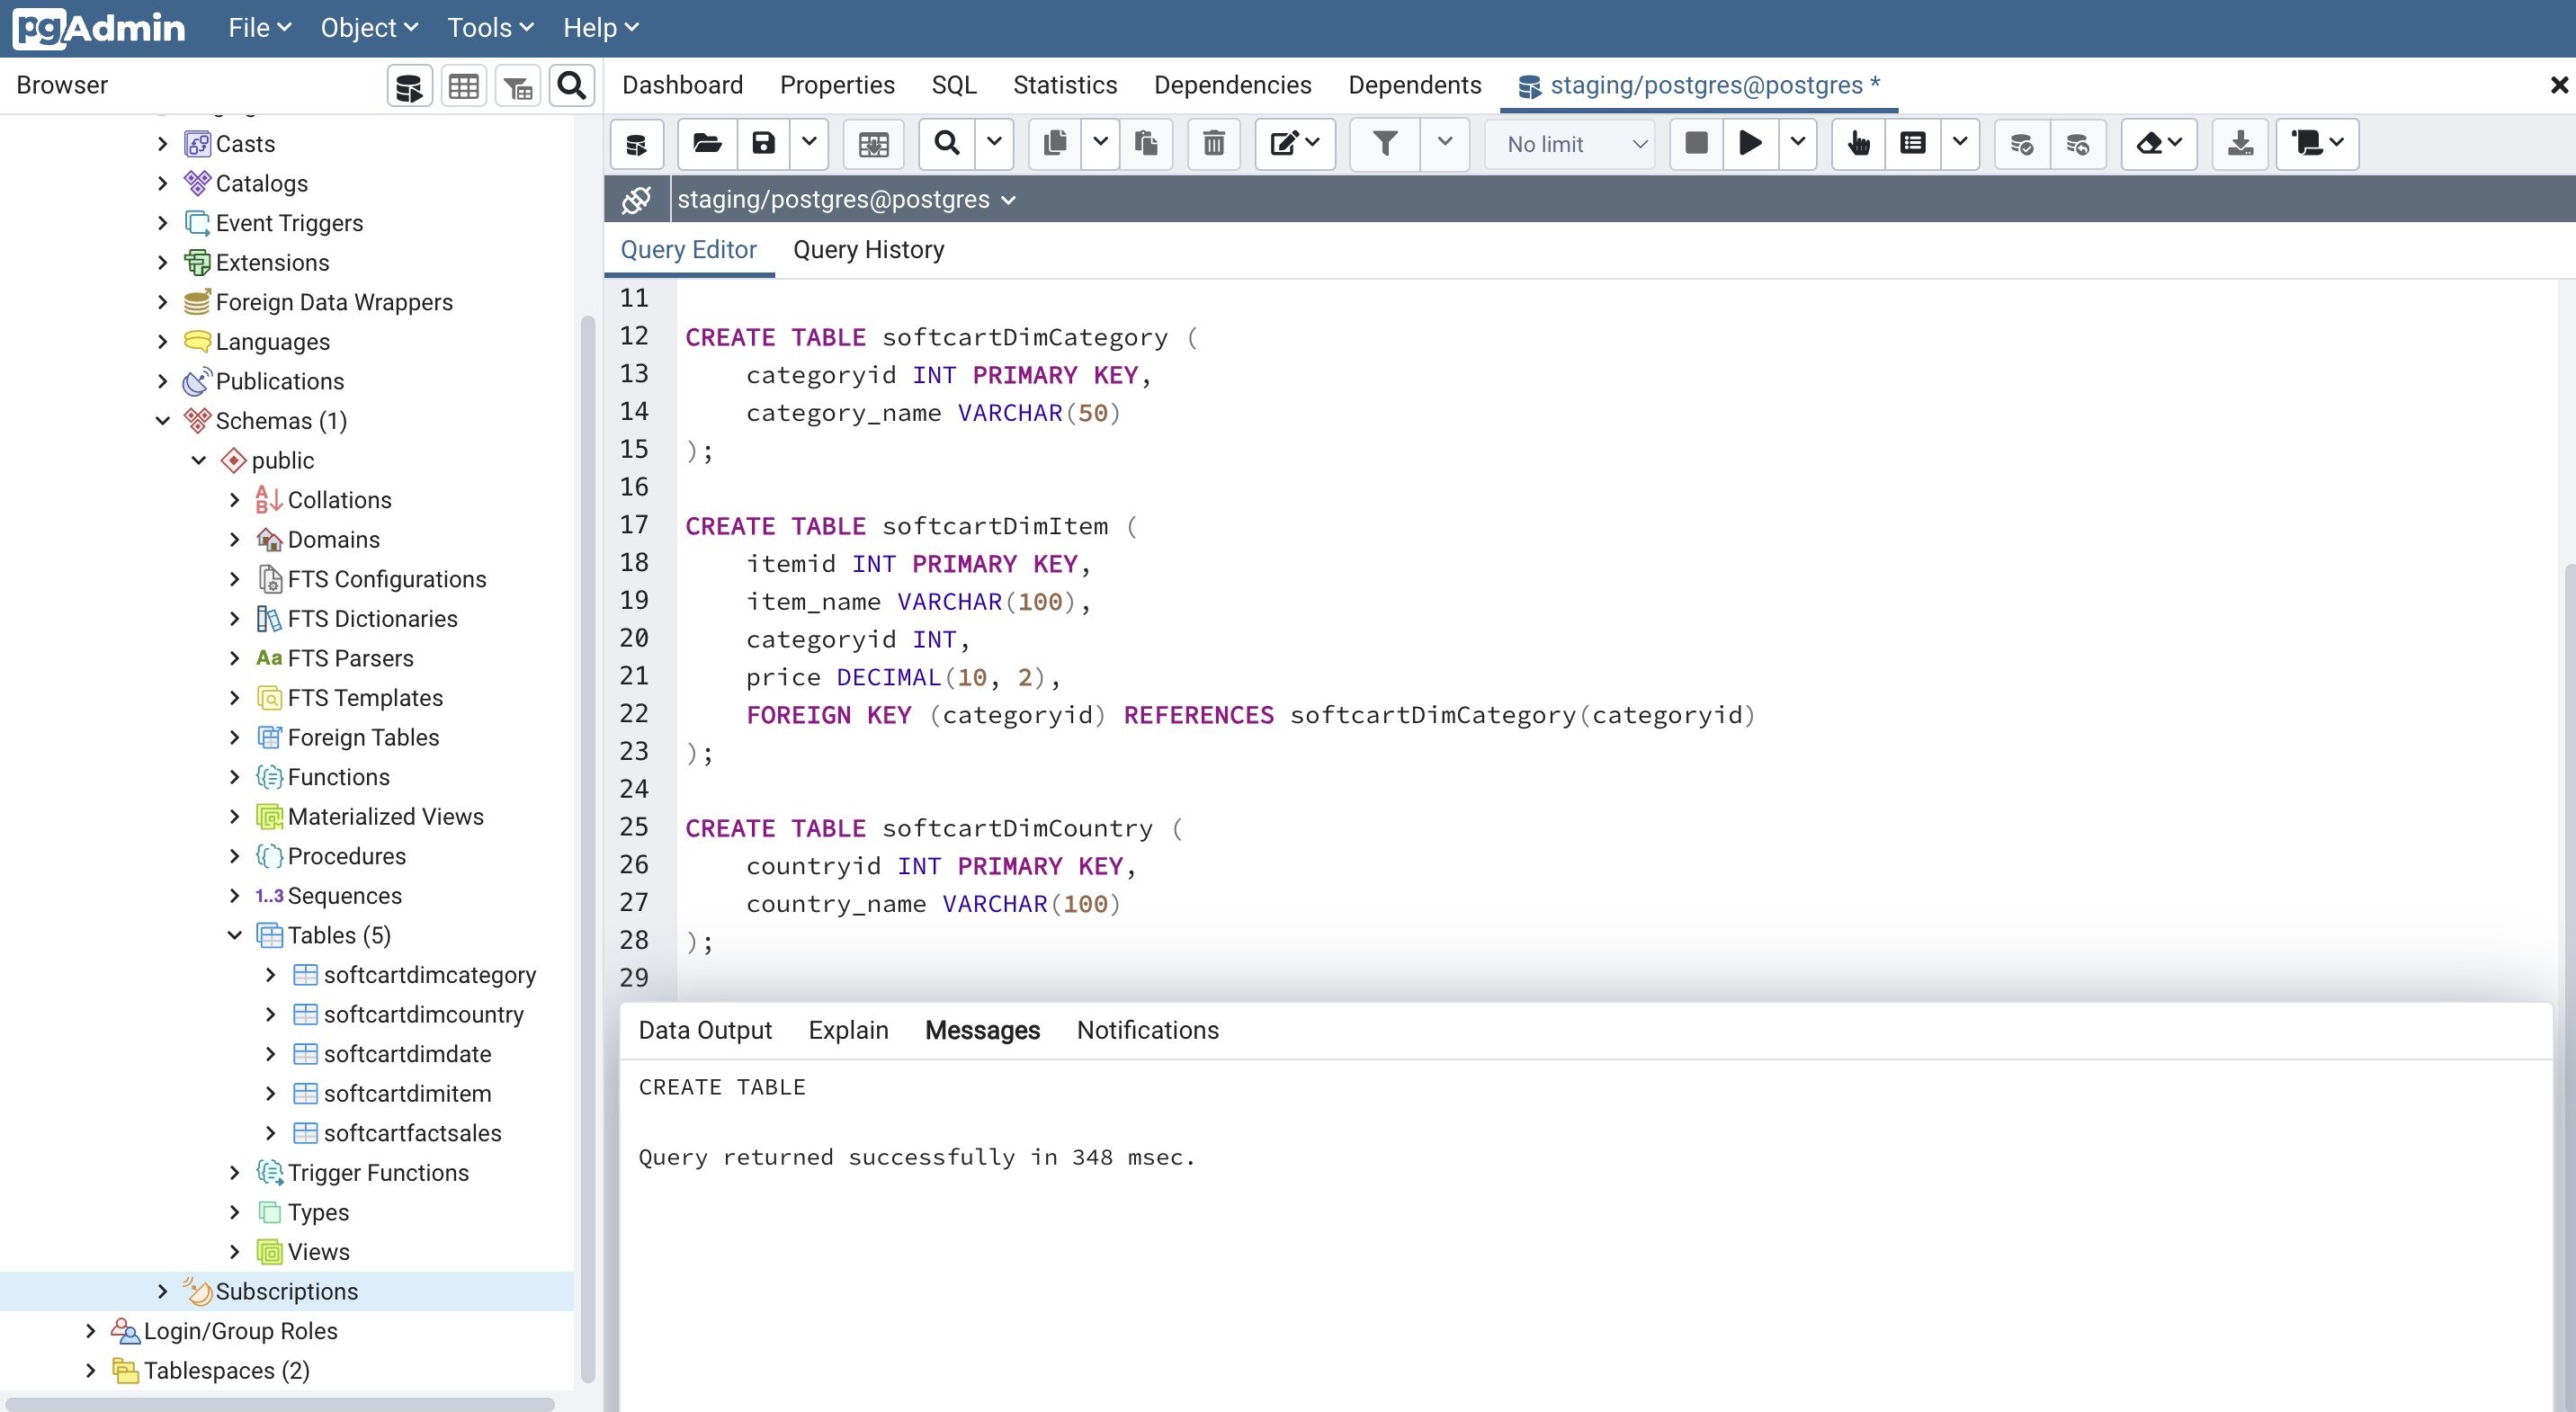 pgAdmin File Object Tools Help
Browser
Dashboard Properties SQL Statistics Dependencies Dependents staging/postgres@postgres *
No limit
staging/postgres@postgres
Query Editor Query History
Casts
Catalogs
Event Triggers
Extensions
Foreign Data Wrappers
Languages
Publications
Schemas (1)
public
Collations
Domains
FTS Configurations
FTS Dictionaries
Aa FTS Parsers
FTS Templates
Foreign Tables
Functions
Materialized Views
Procedures
1..3 Sequences
Tables (5)
softcartdimcategory
softcartdimcountry
softcartdimdate
softcartdimitem
softcartfactsales
Trigger Functions
Types
Views
Subscriptions
Login/Group Roles
Tablespaces (2)
11
12 CREATE TABLE softcartDimCategory (
13 categoryid INT PRIMARY KEY,
14 category_name VARCHAR(50)
15 );
16
17 CREATE TABLE softcartDimItem (
18 itemid INT PRIMARY KEY,
19 item_name VARCHAR(100),
20 categoryid INT,
21 price DECIMAL(10, 2),
22 FOREIGN KEY (categoryid) REFERENCES softcartDimCategory(categoryid)
23 );
24
25 CREATE TABLE softcartDimCountry (
26 countryid INT PRIMARY KEY,
27 country_name VARCHAR(100)
28 );
29
Data Output Explain Messages Notifications
CREATE TABLE
Query returned successfully in 348 msec.